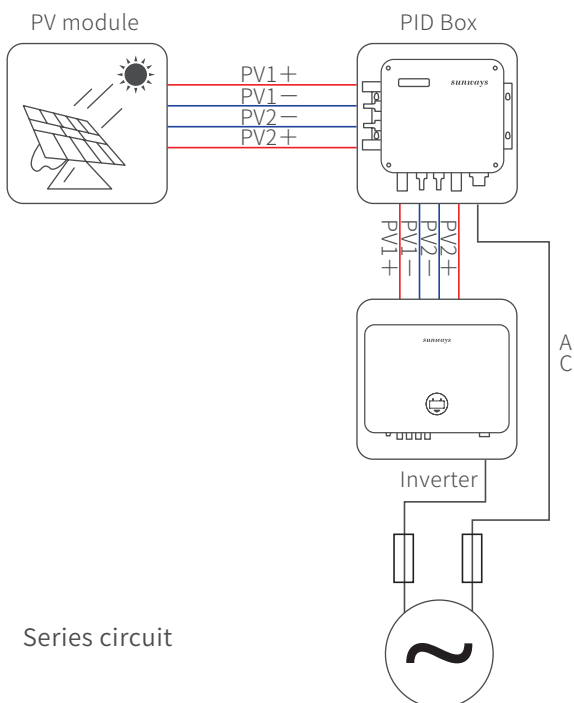 PV module
PID Box
PV1+
PV1−
PV2−
PV2+
sunways
PV1+
PV1−
PV2−
PV2+
sunways
A
C
Inverter
Series circuit